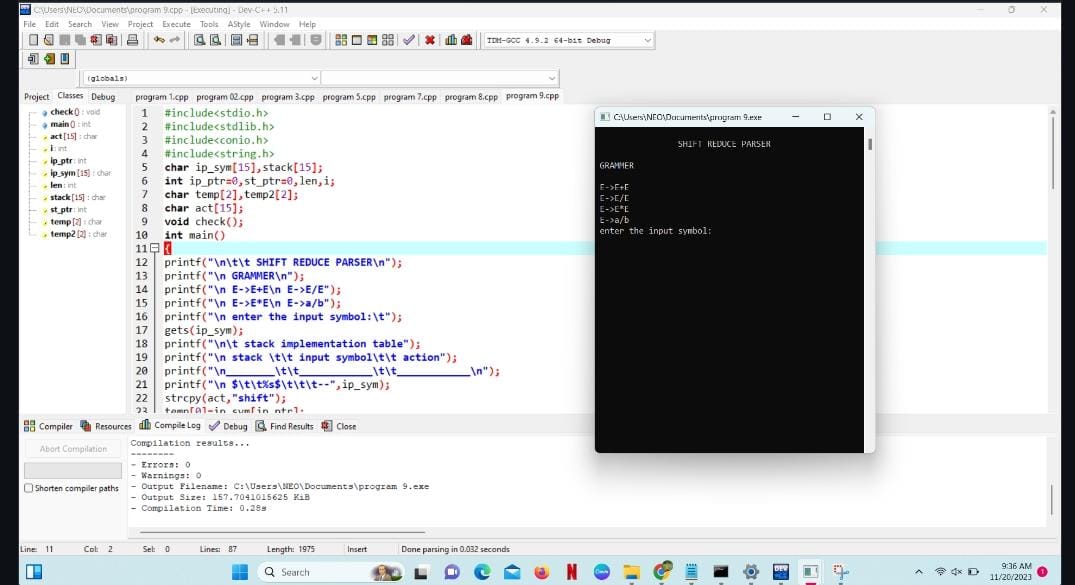 C:\Users\NEO\Documents\program 9.cpp - [Executing] - Dev-C++ 5.11
File Edit Search View Project Execute Tools AStyle Window Help
TDM-GCC 4.9.2 64-bit Debug
(globals)
Project Classes Debug
program 1.cpp program 02.cpp program 3.cpp program 5.cpp program 7.cpp program 8.cpp program 9.cpp
check () : void
main () : int
act [15] : char
i : int
ip_ptr : int
ip_sym [15] : char
len : int
stack [15] : char
st_ptr : int
temp [2] : char
temp2 [2] : char
1 #include<stdio.h>
2 #include<stdlib.h>
3 #include<conio.h>
4 #include<string.h>
5 char ip_sym[15],stack[15];
6 int ip_ptr=0,st_ptr=0,len,i;
7 char temp[2],temp2[2];
8 char act[15];
9 void check();
10 int main()
11 {
12 printf("\n\t\t SHIFT REDUCE PARSER\n");
13 printf("\n GRAMMER\n");
14 printf("\n E->E+E\n E->E/E");
15 printf("\n E->E*E\n E->a/b");
16 printf("\n enter the input symbol:\t");
17 gets(ip_sym);
18 printf("\n\t stack implementation table");
19 printf("\n stack \t\t input symbol\t\t action");
20 printf("\n________\t\t____________\t\t____________\n");
21 printf("\n $\t\t%s$\t\t\t--",ip_sym);
22 strcpy(act,"shift");
23 temp[0]=ip_sym[ip_ptr];
C:\Users\NEO\Documents\program 9.exe
SHIFT REDUCE PARSER
GRAMMER
E->E+E
E->E/E
E->E*E
E->a/b
enter the input symbol:
Compiler Resources Compile Log Debug Find Results Close
Abort Compilation
Shorten compiler paths
Compilation results...
--------
- Errors: 0
- Warnings: 0
- Output Filename: C:\Users\NEO\Documents\program 9.exe
- Output Size: 157.7041015625 KiB
- Compilation Time: 0.28s
Line: 11 Col: 2 Sel: 0 Lines: 87 Length: 1975 Insert Done parsing in 0.032 seconds
Search
9:36 AM
11/20/2023